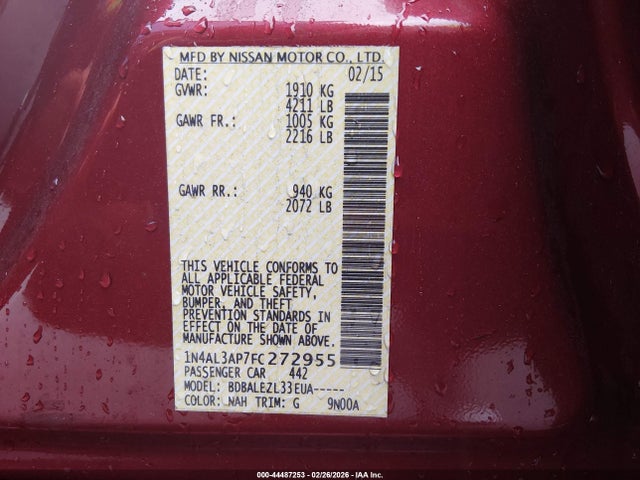 MFD BY NISSAN MOTOR CO., LTD.
DATE: 02/15
GVWR: 1910 KG
4211 LB
GAWR FR.: 1005 KG
2216 LB
GAWR RR.: 940 KG
2072 LB
THIS VEHICLE CONFORMS TO
ALL APPLICABLE FEDERAL
MOTOR VEHICLE SAFETY,
BUMPER, AND THEFT
PREVENTION STANDARDS IN
EFFECT ON THE DATE OF
MANUFACTURE SHOWN ABOVE.
1N4AL3AP7FC272955
PASSENGER CAR 442
MODEL: BDBALEZL33EUA-----
COLOR: NAH TRIM: G 9N00A
000-44487253 - 02/26/2026 - IAA Inc.